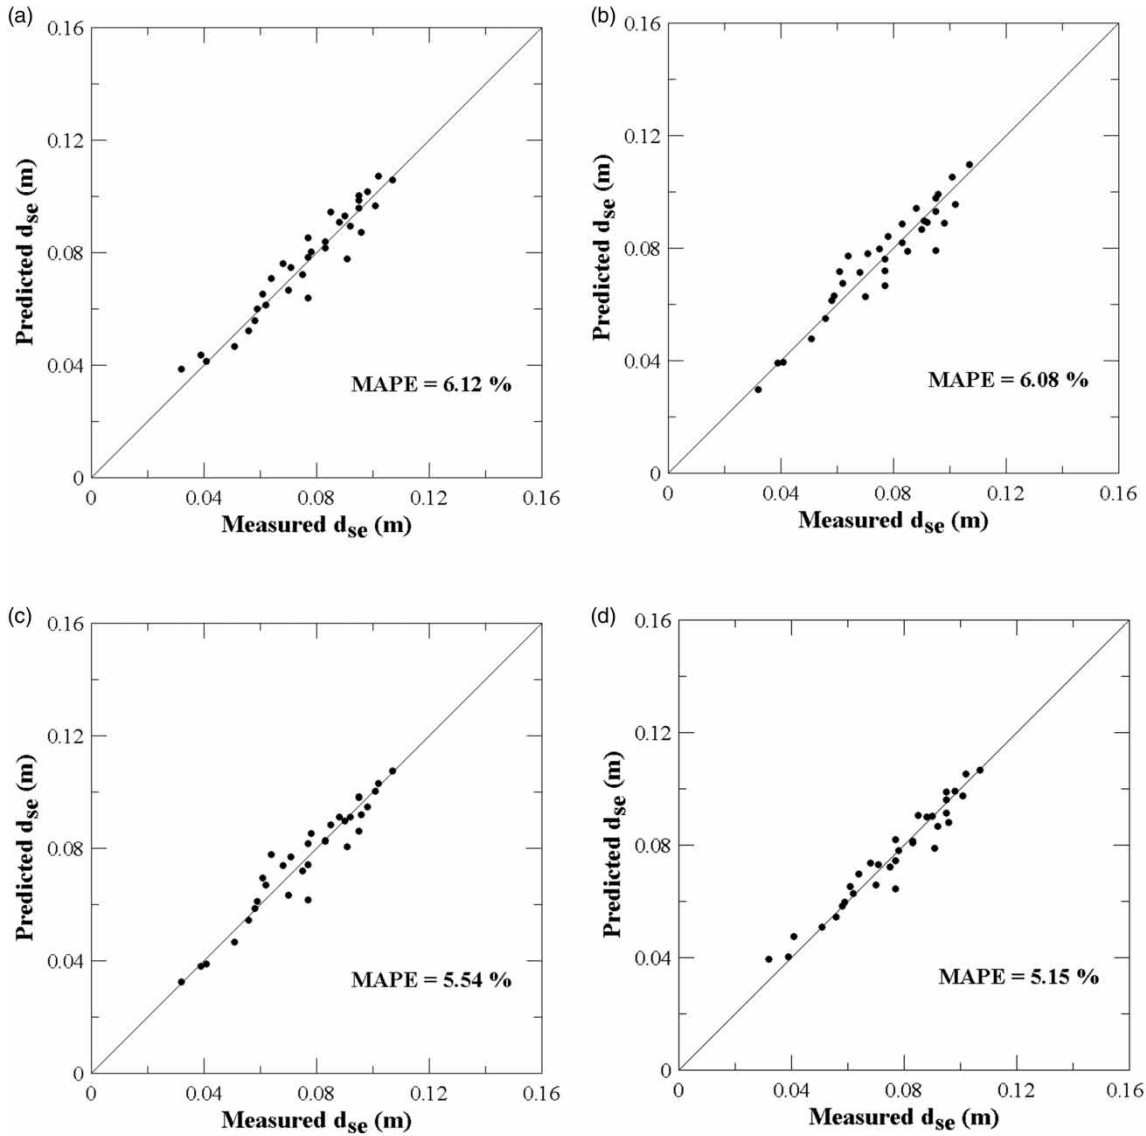 (a)
0.16
0.12
0.08
0.04
0
Predicted dse (m)
MAPE = 6.12 %
0 0.04 0.08 0.12 0.16
Measured dse (m)
(b)
0.16
0.12
0.08
0.04
0
Predicted dse (m)
MAPE = 6.08 %
0 0.04 0.08 0.12 0.16
Measured dse (m)
(c)
0.16
0.12
0.08
0.04
0
Predicted dse (m)
MAPE = 5.54 %
0 0.04 0.08 0.12 0.16
Measured dse (m)
(d)
0.16
0.12
0.08
0.04
0
Predicted dse (m)
MAPE = 5.15 %
0 0.04 0.08 0.12 0.16
Measured dse (m)